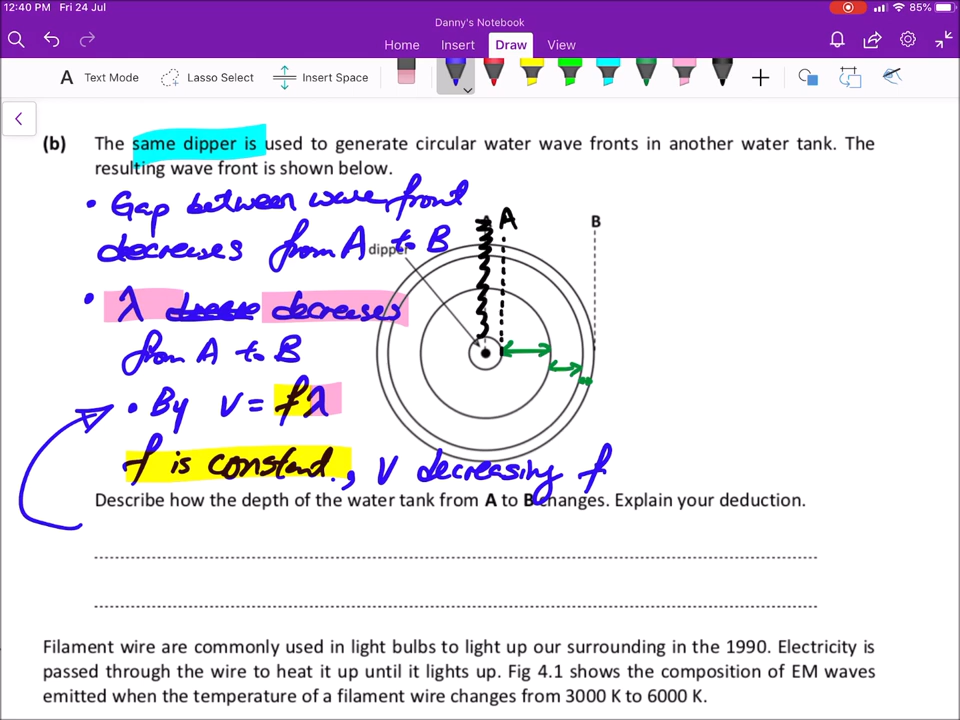 12:40 PM Fri 24 Jul
85%
Danny's Notebook
Home Insert Draw View
A Text Mode Lasso Select Insert Space
(b) The same dipper is used to generate circular water wave fronts in another water tank. The
resulting wave front is shown below.
• Gap between wavefront
decreases from A to B
A
B
dipper
• λ decreases
from A to B
• By v = fλ
f is constant., v decreasing f
Describe how the depth of the water tank from A to B changes. Explain your deduction.
Filament wire are commonly used in light bulbs to light up our surrounding in the 1990. Electricity is
passed through the wire to heat it up until it lights up. Fig 4.1 shows the composition of EM waves
emitted when the temperature of a filament wire changes from 3000 K to 6000 K.